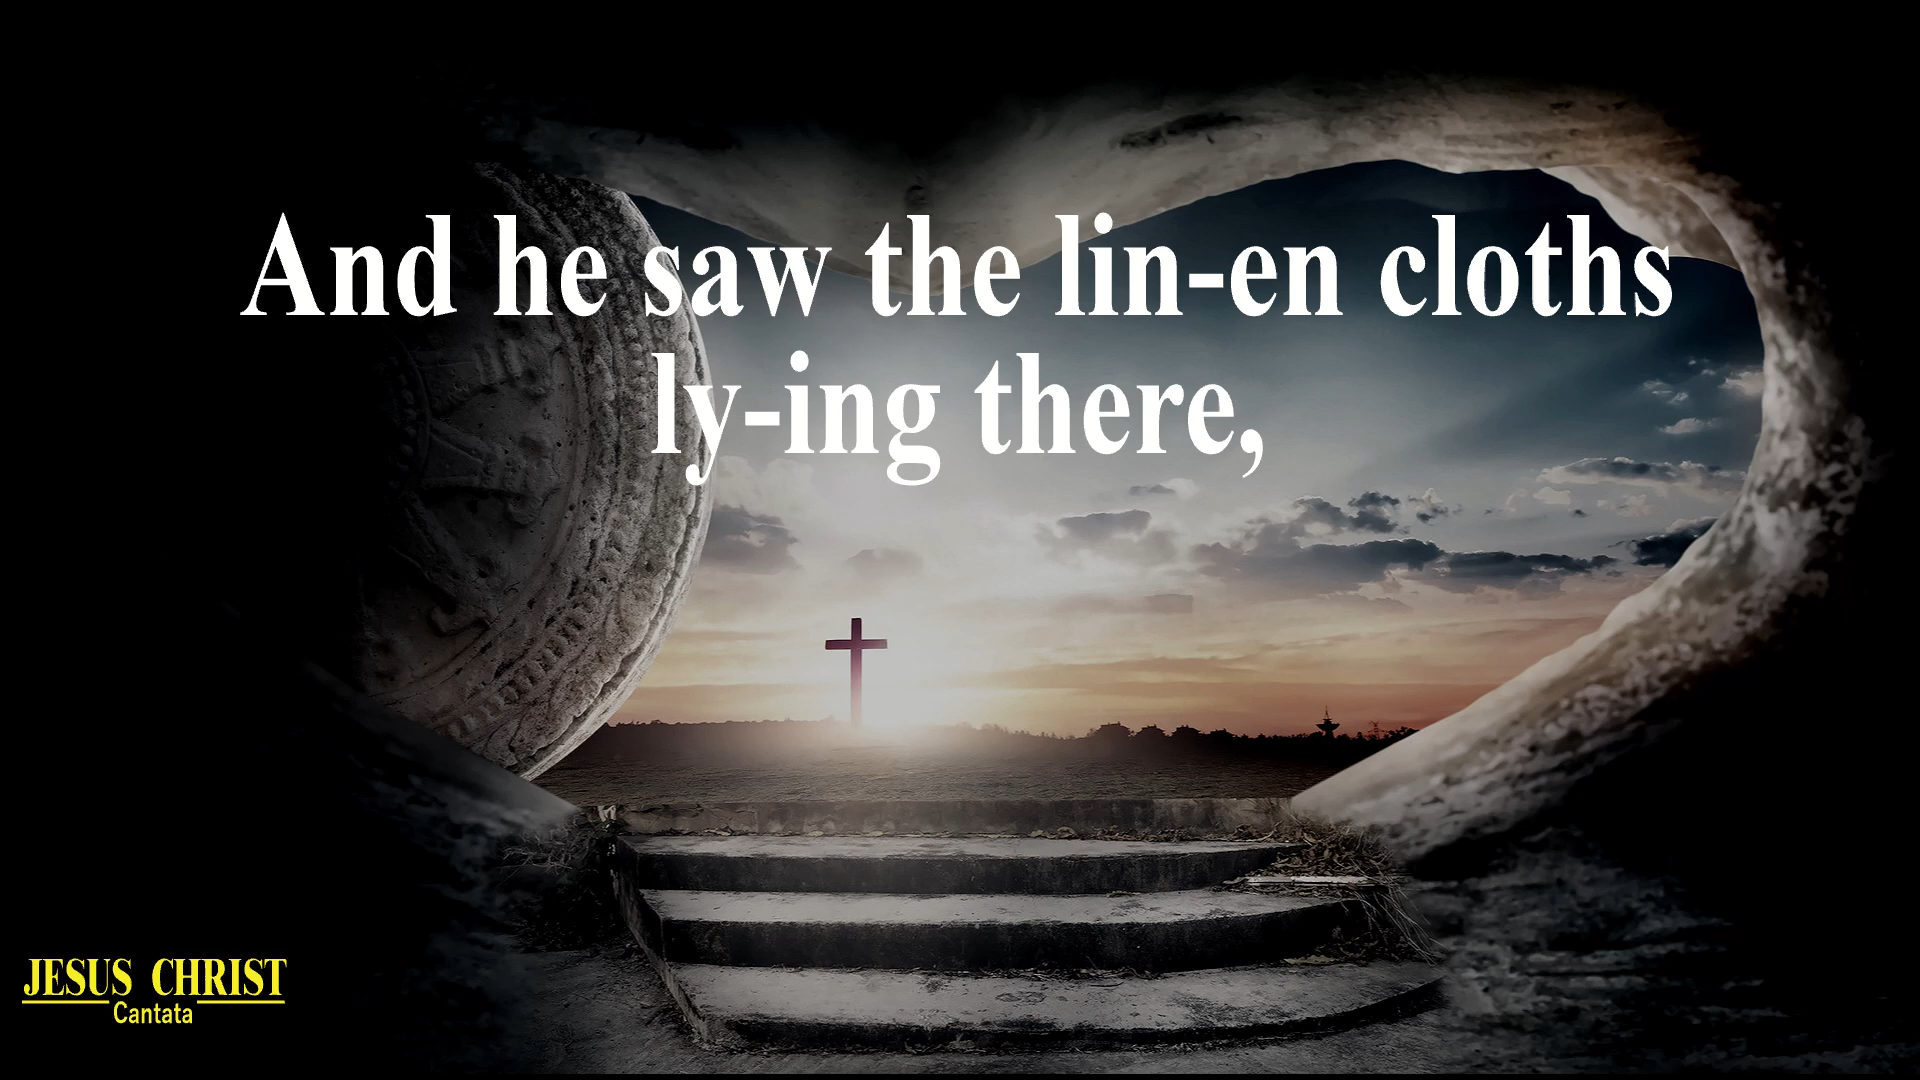 And he saw the lin-en cloths
ly-ing there,
JESUS CHRIST
Cantata